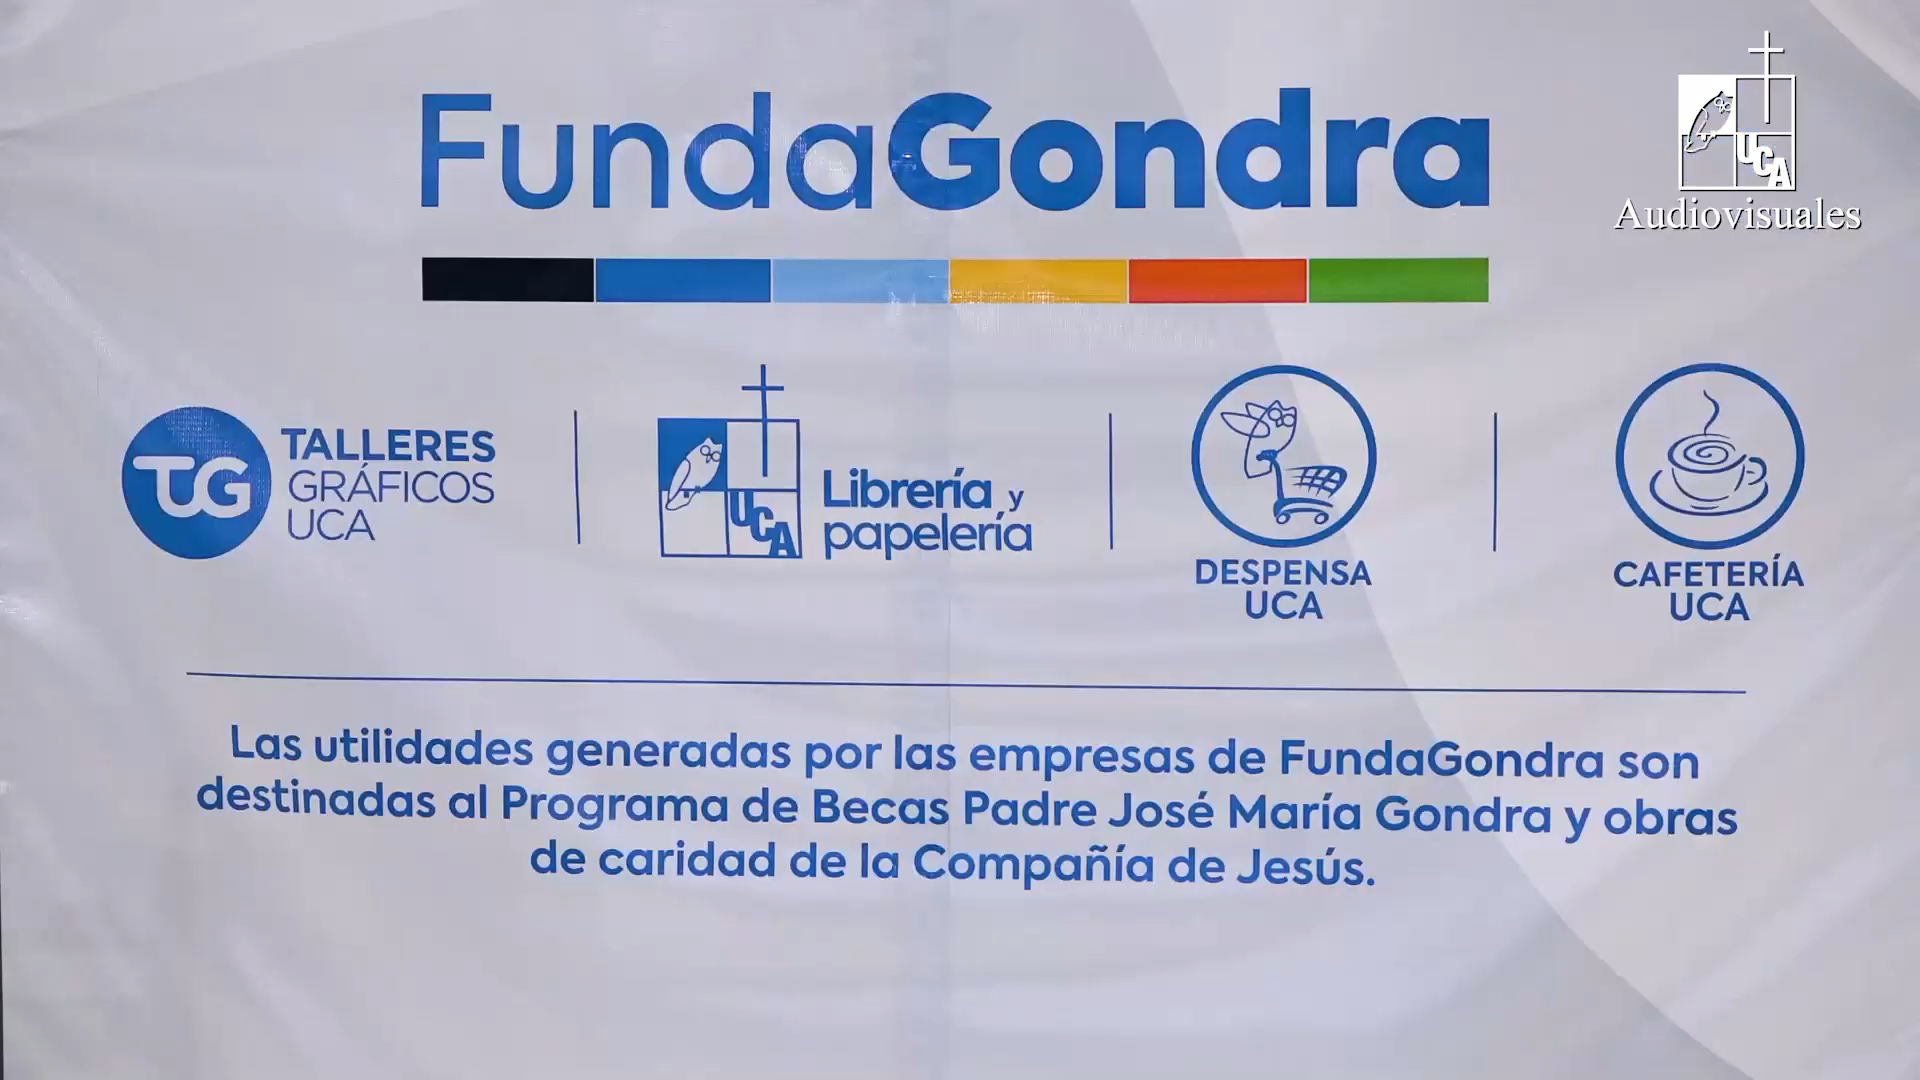 FundaGondra
UCA
Audiovisuales
TG
TALLERES
GRÁFICOS
UCA
UCA
Librería y
papelería
DESPENSA
UCA
CAFETERÍA
UCA
Las utilidades generadas por las empresas de FundaGondra son
destinadas al Programa de Becas Padre José María Gondra y obras
de caridad de la Compañía de Jesús.